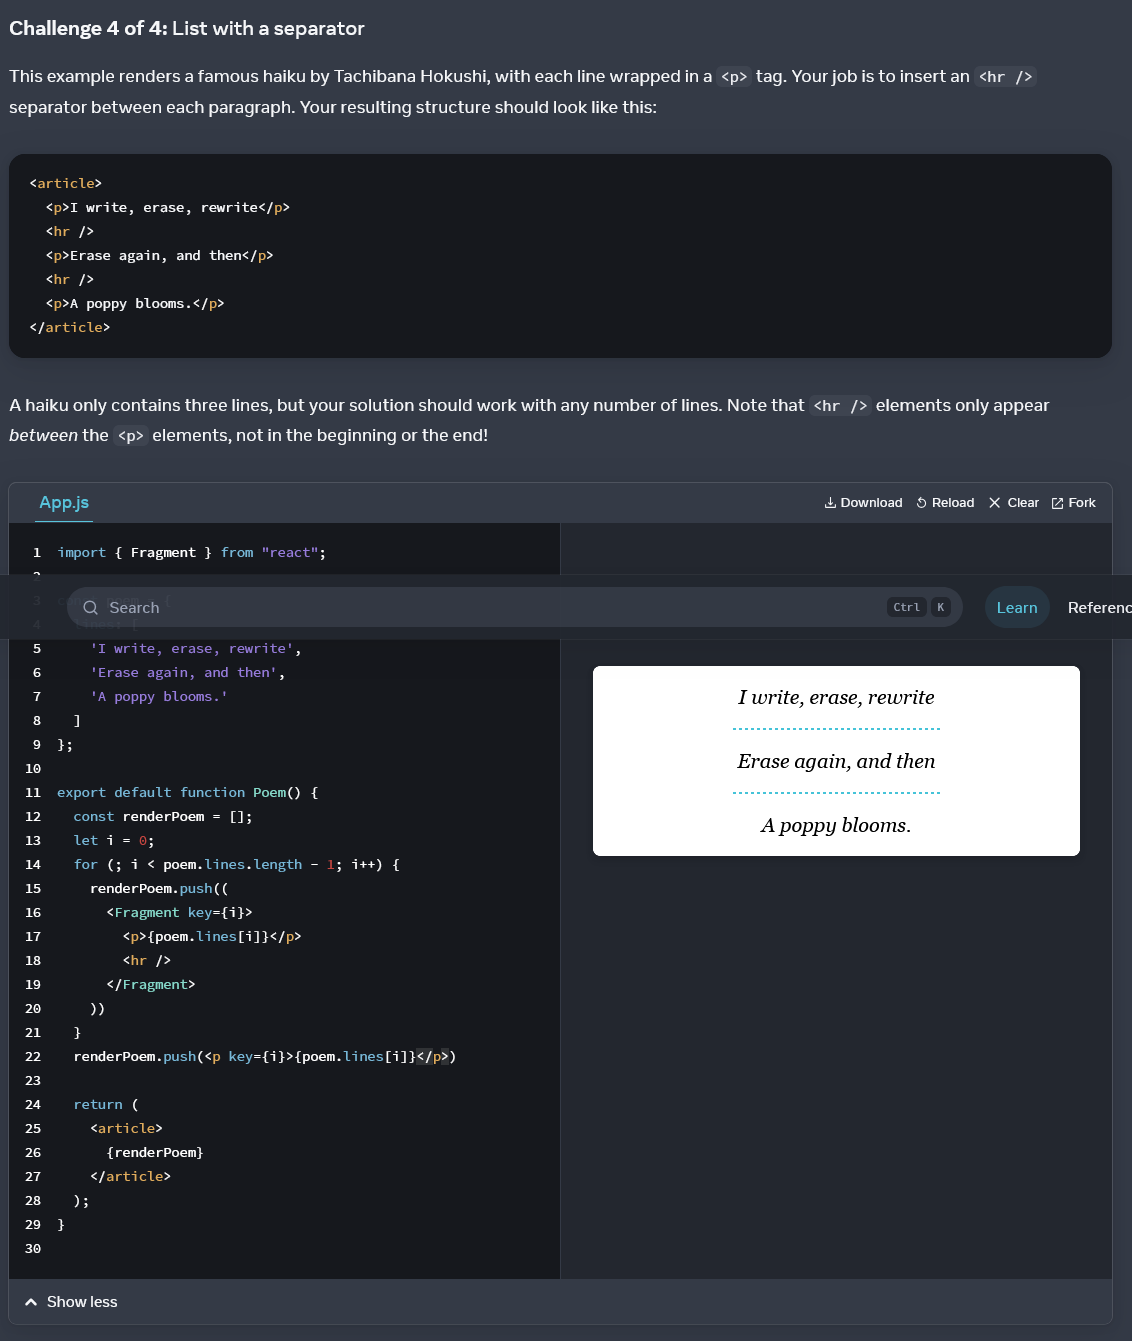 Challenge 4 of 4: List with a separator
This example renders a famous haiku by Tachibana Hokushi, with each line wrapped in a <p> tag. Your job is to insert an <hr />
separator between each paragraph. Your resulting structure should look like this:
<article>
  <p>I write, erase, rewrite</p>
  <hr />
  <p>Erase again, and then</p>
  <hr />
  <p>A poppy blooms.</p>
</article>
A haiku only contains three lines, but your solution should work with any number of lines. Note that <hr /> elements only appear
between the <p> elements, not in the beginning or the end!
App.js Download Reload Clear Fork
1 import { Fragment } from "react";
2
3
Search Ctrl K Learn Referenc
4
5     'I write, erase, rewrite',
6     'Erase again, and then',
7     'A poppy blooms.'
8   ]
9 };
10
11 export default function Poem() {
12   const renderPoem = [];
13   let i = 0;
14   for (; i < poem.lines.length - 1; i++) {
15     renderPoem.push((
16       <Fragment key={i}>
17         <p>{poem.lines[i]}</p>
18         <hr />
19       </Fragment>
20     ))
21   }
22   renderPoem.push(<p key={i}>{poem.lines[i]}</p>)
23
24   return (
25     <article>
26       {renderPoem}
27     </article>
28   );
29 }
30
I write, erase, rewrite
Erase again, and then
A poppy blooms.
Show less